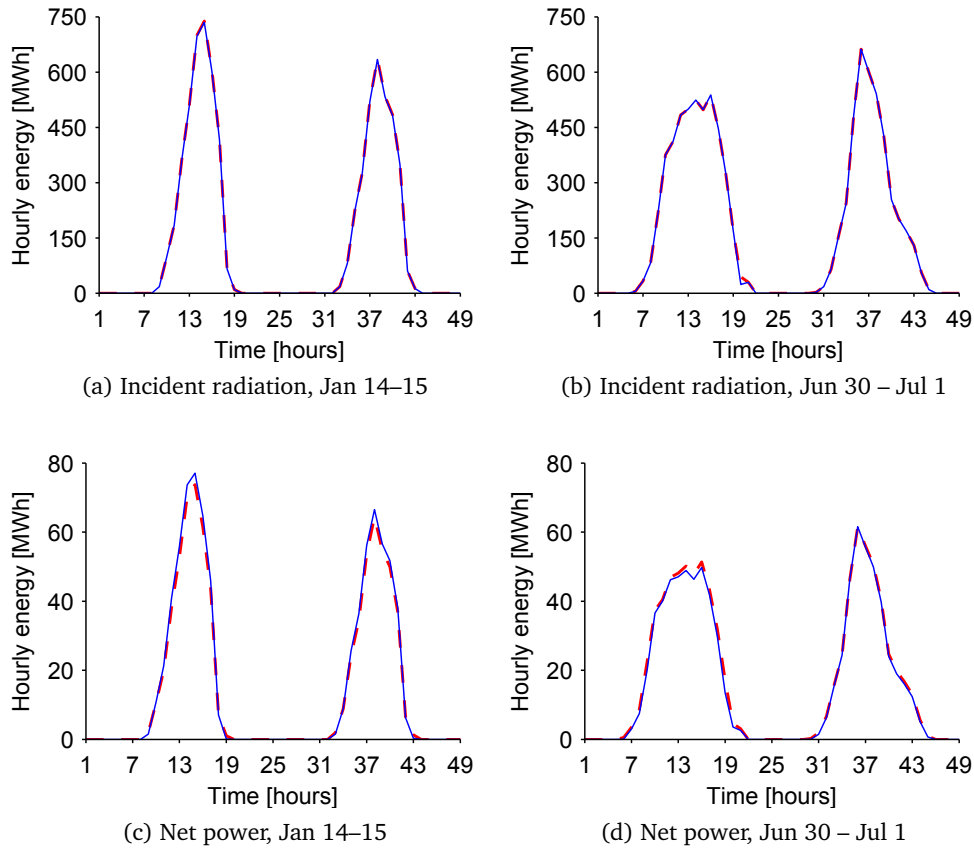 Hourly energy [MWh]
750
600
450
300
150
0
1 7 13 19 25 31 37 43 49
Time [hours]
(a) Incident radiation, Jan 14–15
Hourly energy [MWh]
750
600
450
300
150
0
1 7 13 19 25 31 37 43 49
Time [hours]
(b) Incident radiation, Jun 30 – Jul 1
Hourly energy [MWh]
80
60
40
20
0
1 7 13 19 25 31 37 43 49
Time [hours]
(c) Net power, Jan 14–15
Hourly energy [MWh]
80
60
40
20
0
1 7 13 19 25 31 37 43 49
Time [hours]
(d) Net power, Jun 30 – Jul 1